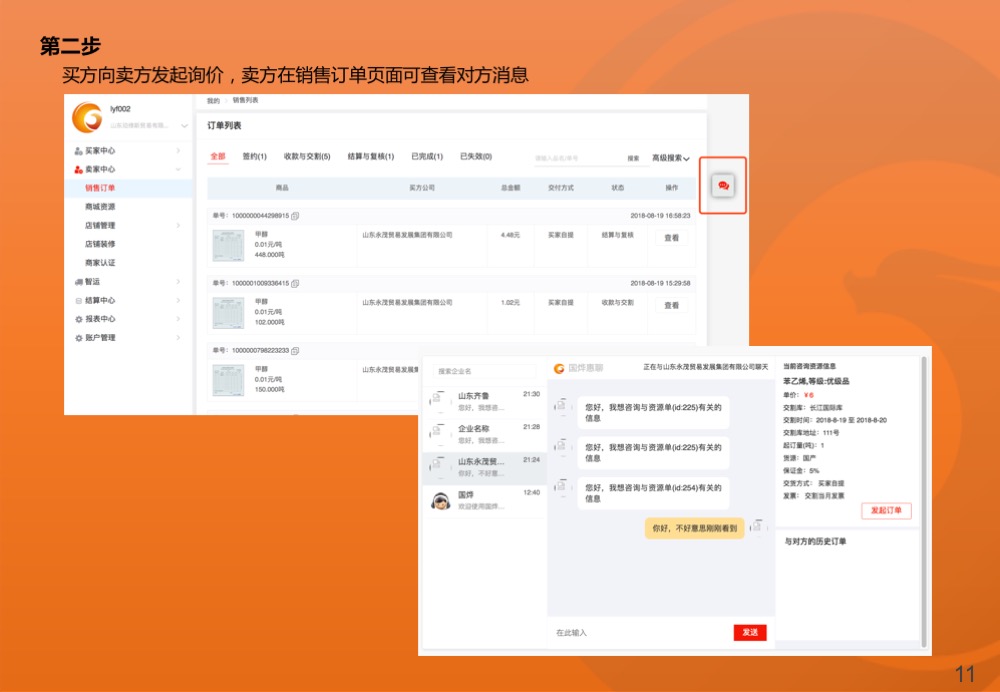 第二步
买方向卖方发起询价，卖方在销售订单页面可查看对方消息
lyf002
买家中心
卖家中心
销售订单
商城资源
店铺管理
店铺装修
商家认证
智运
结算中心
报表中心
账户管理
我的 / 销售列表
订单列表
全部 签约(1) 收款与交割(5) 结算与复核(1) 已完成(1) 已失效(0) 请输入企名/单号 搜索 高级搜索
商品 买方公司 总金额 交付方式 状态 操作
单号: 1000000044298915 2018-08-19 16:58:23
甲醇
0.01元/吨
448.000吨
山东永茂贸易发展集团有限公司 4.48元 买家自提 结算与复核 查看
单号: 1000001009336415 2018-08-19 15:29:58
甲醇
0.01元/吨
102.000吨
山东永茂贸易发展集团有限公司 1.02元 买家自提 收款与交割 查看
单号: 1000000798223233
甲醇
0.01元/吨
150.000吨
山东永茂贸易发展集
搜索企业名
山东齐鲁 21:30
您好，我想咨...
企业名称 21:28
您好，我想咨...
山东永茂贸... 21:24
你好，不好意...
国烨 12:40
欢迎使用国烨...
国烨惠聊 正在与山东永茂贸易发展集团有限公司聊天
您好，我想咨询与资源单(id:225)有关的
信息
您好，我想咨询与资源单(id:225)有关的
信息
您好，我想咨询与资源单(id:254)有关的
信息
你好，不好意思刚刚看到
在此输入
发送
当前咨询资源信息
苯乙烯,等级:优级品
单价: ￥6
交割库: 长江国际库
交割时间: 2018-8-19 至 2018-8-20
交割库地址: 111号
起订量(吨): 1
货源: 国产
保证金: 5%
交货方式: 买家自提
发票: 交割当月发票
发起订单
与对方的历史订单
11